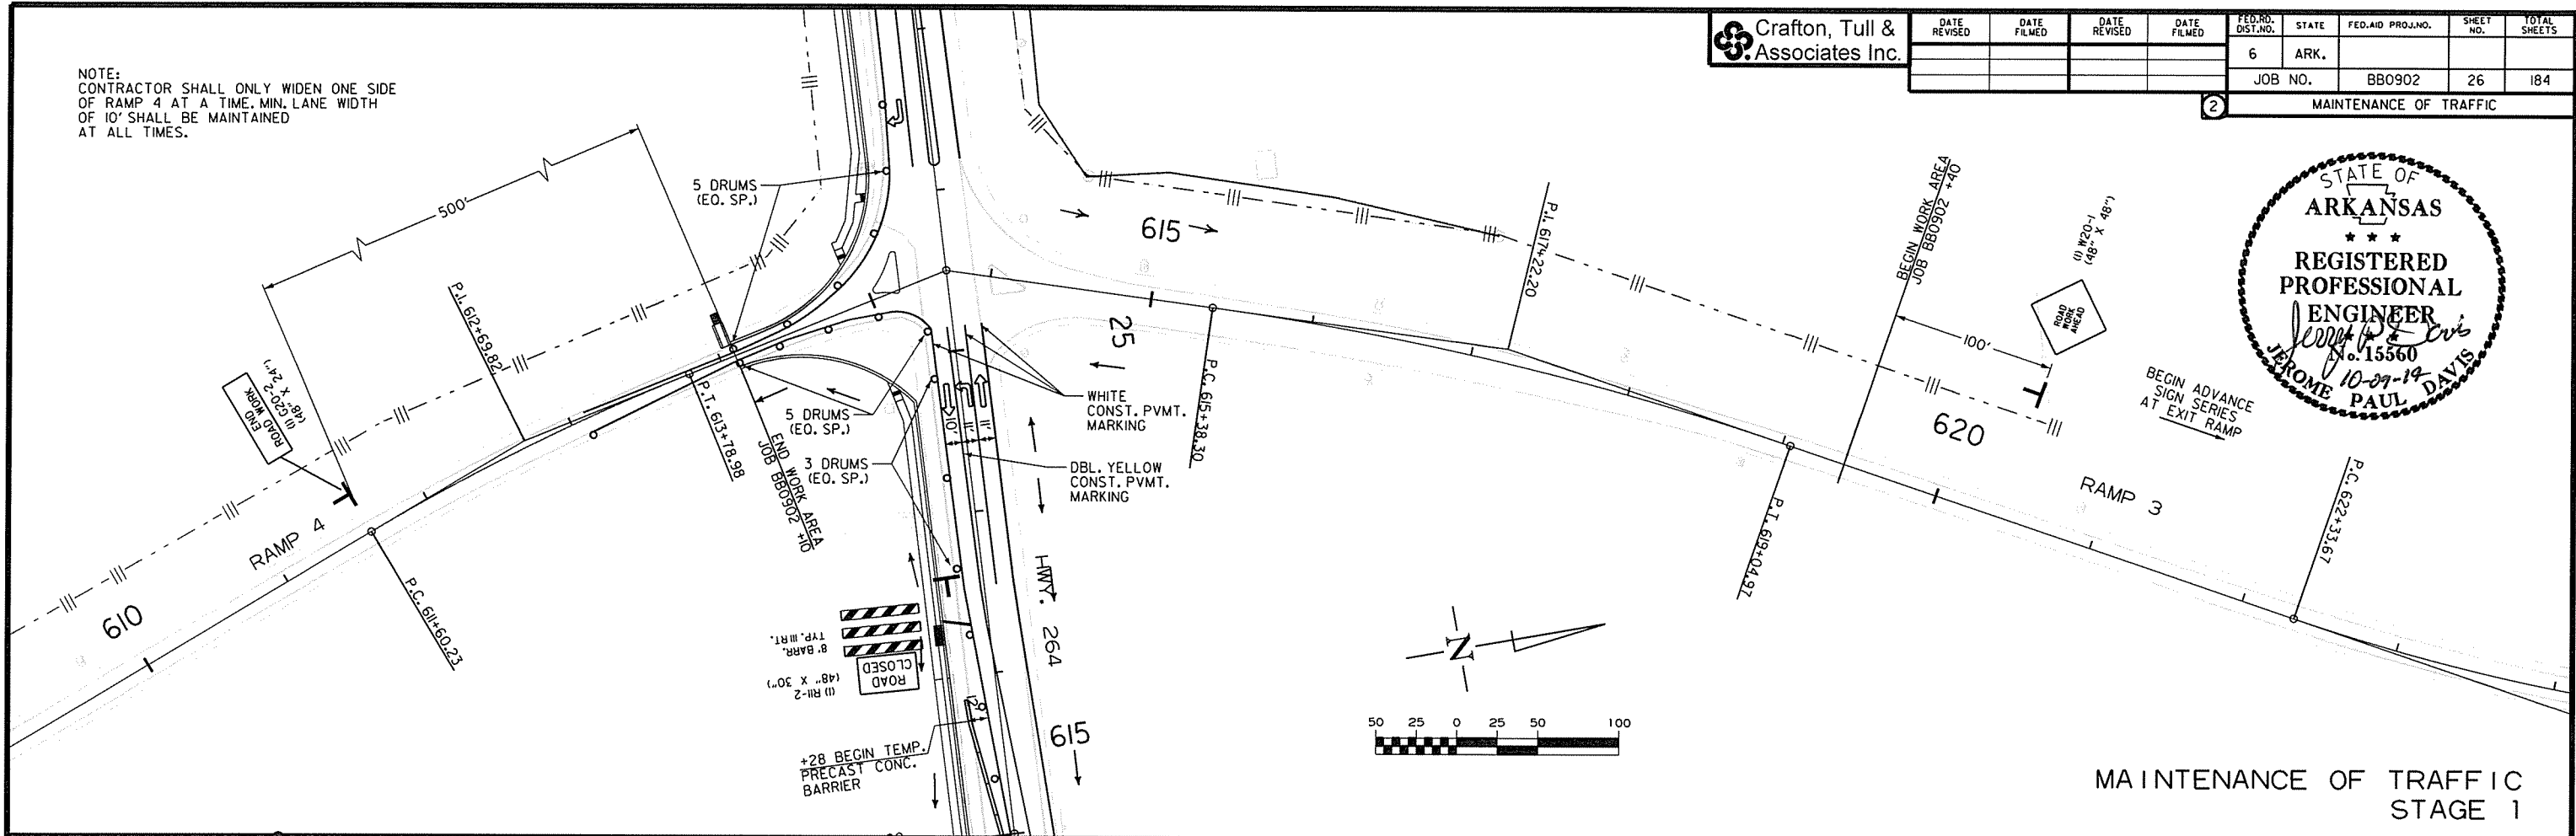 NOTE:
CONTRACTOR SHALL ONLY WIDEN ONE SIDE
OF RAMP 4 AT A TIME. MIN. LANE WIDTH
OF 10' SHALL BE MAINTAINED
AT ALL TIMES.
Crafton, Tull &
Associates Inc.
DATE REVISED
DATE FILMED
DATE REVISED
DATE FILMED
FED.RD. DIST.NO.
STATE
FED.AID PROJ.NO.
SHEET NO.
TOTAL SHEETS
6
ARK.
JOB NO.
BB0902
26
184
2
MAINTENANCE OF TRAFFIC
STATE OF
ARKANSAS
★ ★ ★
REGISTERED
PROFESSIONAL
ENGINEER
No. 15560
10-09-14
JEROME PAUL DAVIS
500'
5 DRUMS
(EQ. SP.)
P.I. 612+69.82
END
ROAD WORK
(1) G20-2
(48" X 24")
RAMP 4
610
P.C. 611+60.23
P.T. 613+78.98
END WORK AREA
JOB BB0902 +10
5 DRUMS
(EQ. SP.)
3 DRUMS
(EQ. SP.)
10'
11'
11'
WHITE
CONST. PVMT.
MARKING
DBL. YELLOW
CONST. PVMT.
MARKING
HWY. 264
615
8' BARR.
TYP. III RT.
ROAD
CLOSED
(1) R11-2
(48" X 30")
+28 BEGIN TEMP.
PRECAST CONC.
BARRIER
2'
615
25
P.C. 615+38.30
P.I. 617+22.20
BEGIN WORK AREA
JOB BB0902 +40
100'
(1) W20-1
(48" X 48")
ROAD
WORK
AHEAD
BEGIN ADVANCE
SIGN SERIES
AT EXIT RAMP
620
RAMP 3
P.T. 619+04.97
P.C. 622+33.67
N
50 25 0 25 50 100
MAINTENANCE OF TRAFFIC
STAGE 1